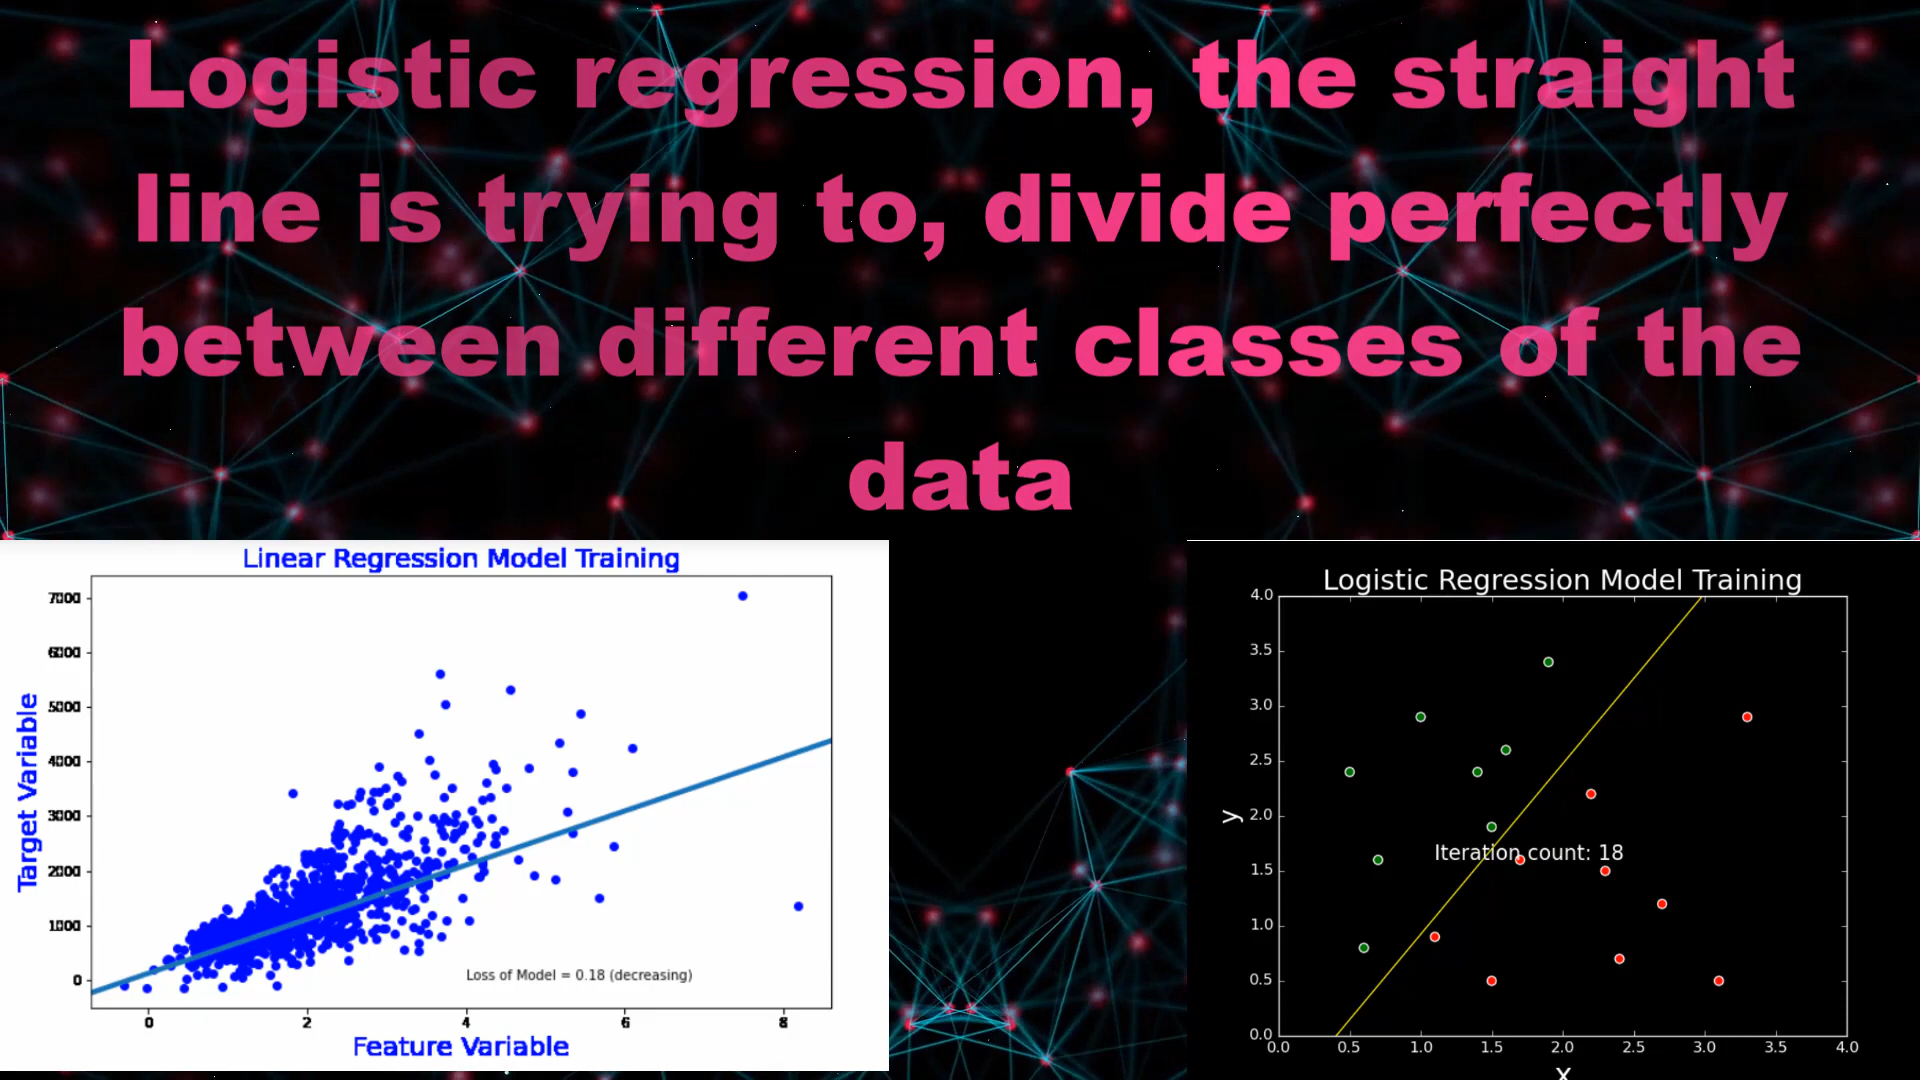 Logistic regression, the straight
line is trying to, divide perfectly
between different classes of the
data
Linear Regression Model Training
7000
6000
5000
4000
3000
2000
1000
0
Target Variable
Loss of Model = 0.18 (decreasing)
0 2 4 6 8
Feature Variable
Logistic Regression Model Training
4.0
3.5
3.0
2.5
2.0
1.5
1.0
0.5
0.0
y
Iteration count: 18
0.0 0.5 1.0 1.5 2.0 2.5 3.0 3.5 4.0
x